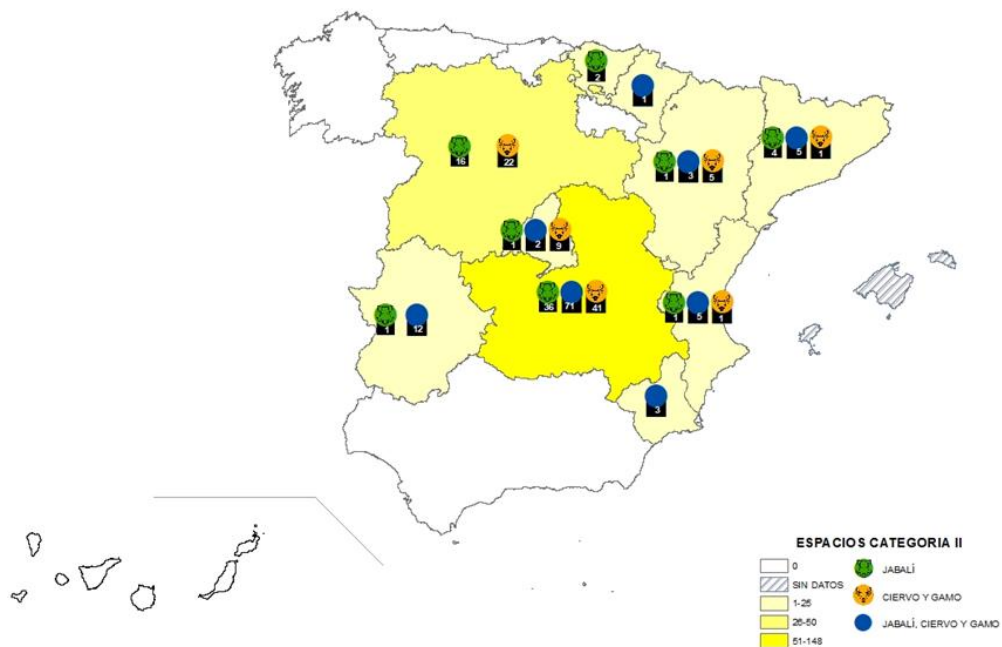 2
1
16 22
4 5 1
1 3 5
1 2 9
36 71 41
1 5 1
1 12
3
ESPACIOS CATEGORIA II
0
SIN DATOS
1-25
26-50
51-148
JABALÍ
CIERVO Y GAMO
JABALÍ, CIERVO Y GAMO